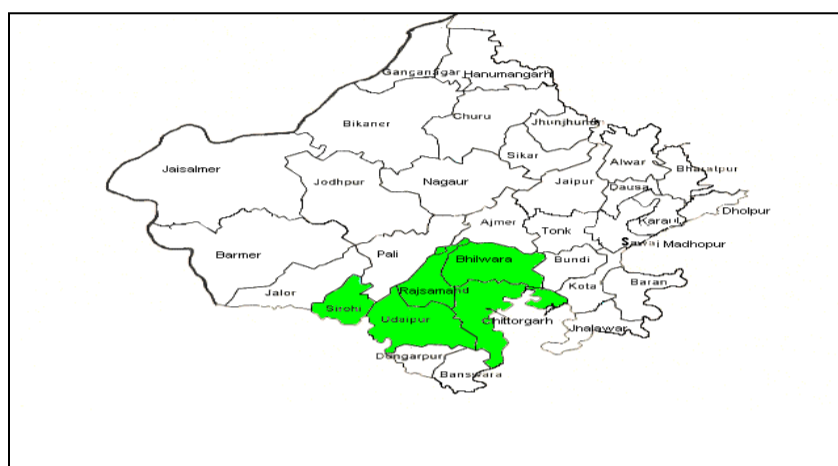 Ganganagar Hanumangarh
Bikaner Churu Jhunjhunu
Sikar Alwar Bharatpur
Jaisalmer Jodhpur Nagaur Jaipur Dausa
Ajmer Tonk Karauli Dholpur
Sawai Madhopur
Barmer Pali Bhilwara Bundi
Jalor Rajsamand Kota Baran
Sirohi Udaipur Chittorgarh Jhalawar
Dungarpur
Banswara